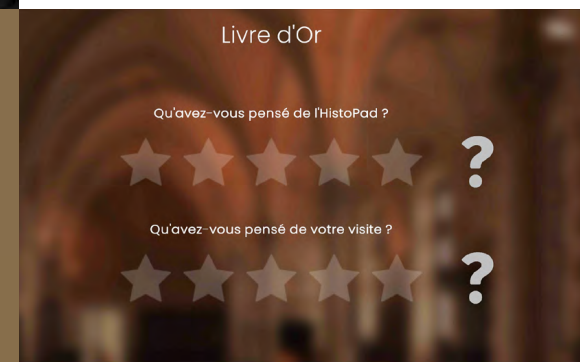 Livre d'Or
Qu'avez-vous pensé de l'HistoPad ?
?
Qu'avez-vous pensé de votre visite ?
?